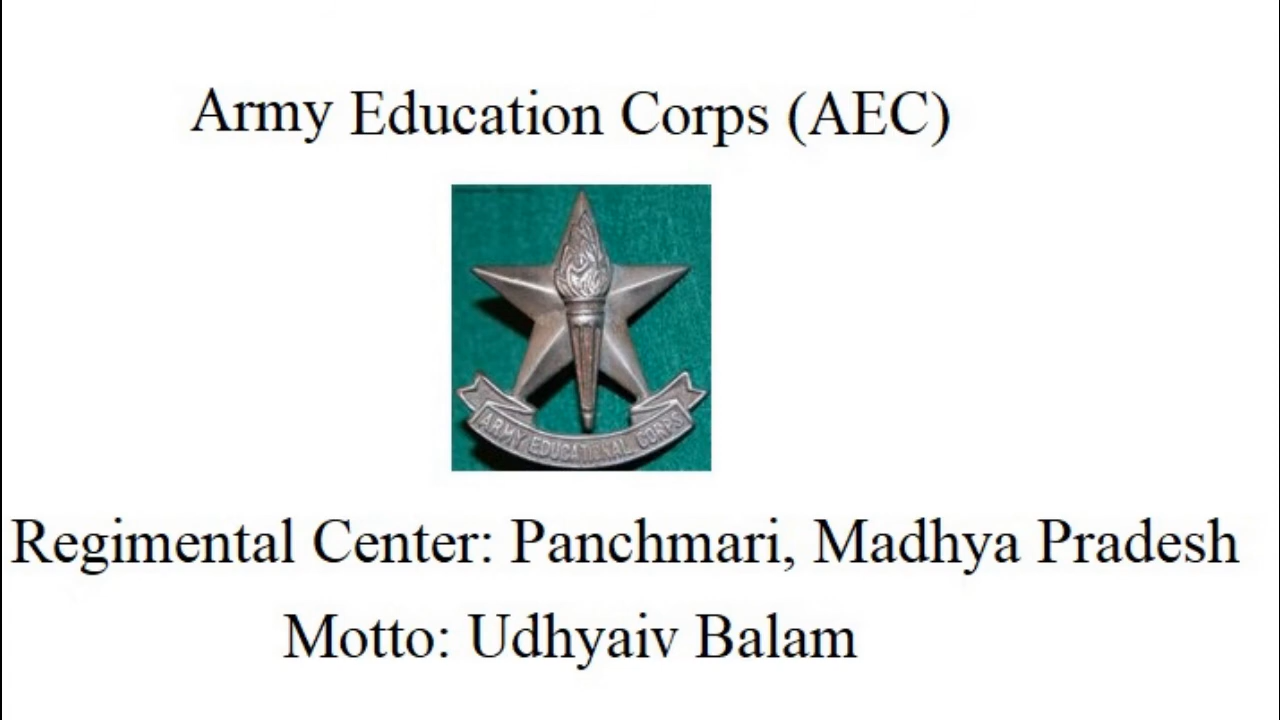 Army Education Corps (AEC)
ARMY EDUCATIONAL CORPS
Regimental Center: Panchmari, Madhya Pradesh
Motto: Udhyaiv Balam